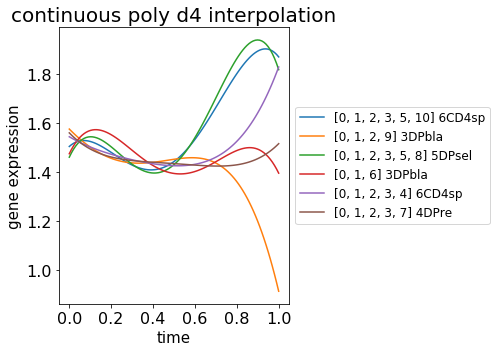 continuous poly d4 interpolation
gene expression
1.8
1.6
1.4
1.2
1.0
0.0 0.2 0.4 0.6 0.8 1.0
time
[0, 1, 2, 3, 5, 10] 6CD4sp
[0, 1, 2, 9] 3DPbla
[0, 1, 2, 3, 5, 8] 5DPsel
[0, 1, 6] 3DPbla
[0, 1, 2, 3, 4] 6CD4sp
[0, 1, 2, 3, 7] 4DPre